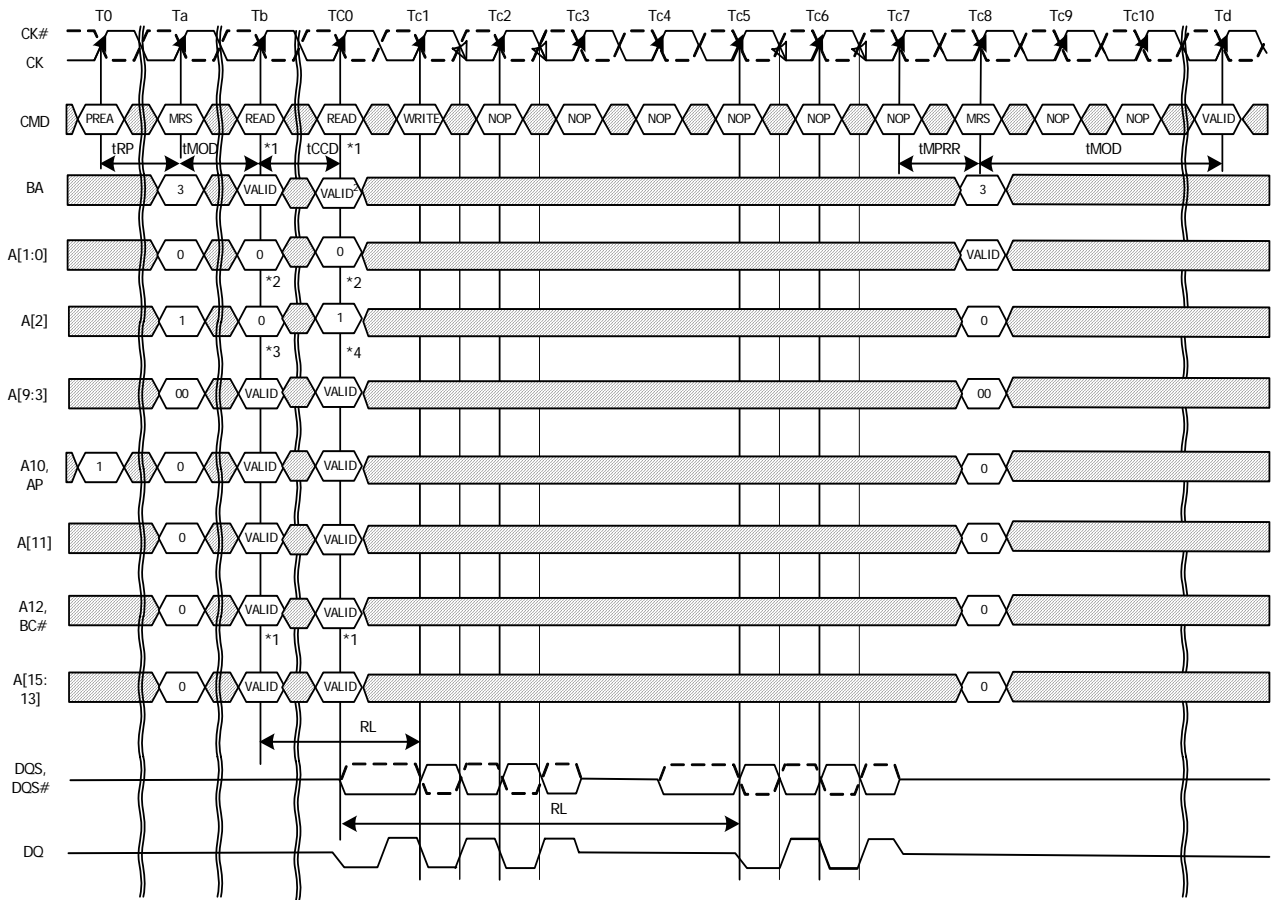 T0 Ta Tb TC0 Tc1 Tc2 Tc3 Tc4 Tc5 Tc6 Tc7 Tc8 Tc9 Tc10 Td
CK#
CK
CMD PREA MRS READ READ WRITE NOP NOP NOP NOP NOP NOP MRS NOP NOP VALID
tRP tMOD *1 tCCD *1 tMPRR tMOD
BA 3 VALID VALID2 3
A[1:0] 0 0 0 VALID
*2 *2
A[2] 1 0 1 0
*3 *4
A[9:3] 00 VALID VALID 00
A10,
AP 1 0 VALID VALID 0
A[11] 0 VALID VALID 0
A12,
BC# 0 VALID VALID 0
*1 *1
A[15:
13] 0 VALID VALID 0
RL
DQS,
DQS#
RL
DQ